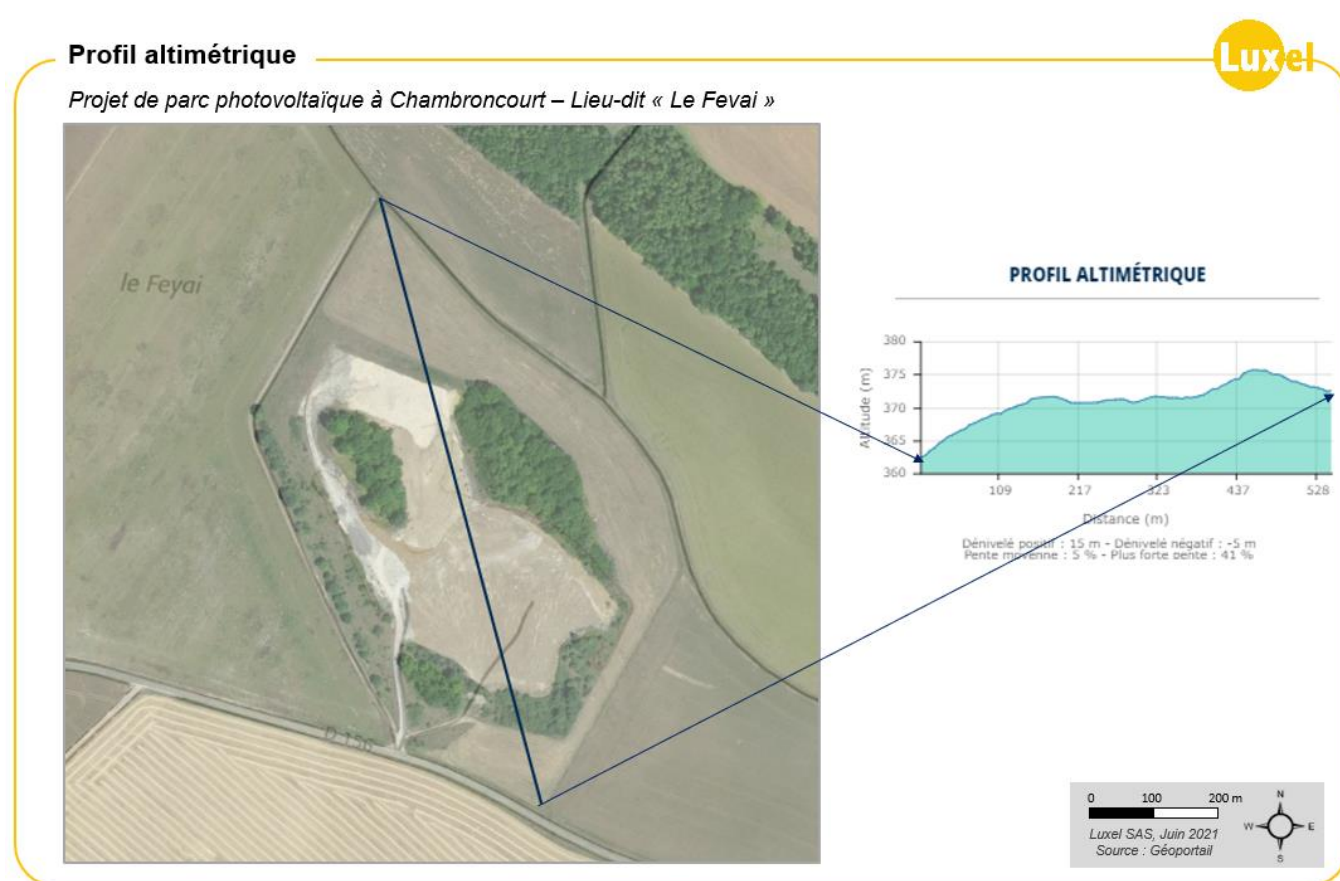 Profil altimétrique
Luxel
Projet de parc photovoltaïque à Chambroncourt – Lieu-dit « Le Fevai »
le Feyai
D 156
PROFIL ALTIMÉTRIQUE
Altitude (m)
380
375
370
365
360
109 217 323 437 528
Distance (m)
Dénivelé positif : 15 m - Dénivelé négatif : -5 m
Pente moyenne : 5 % - Plus forte pente : 41 %
0 100 200 m
Luxel SAS, Juin 2021
Source : Géoportail
N
W E
S